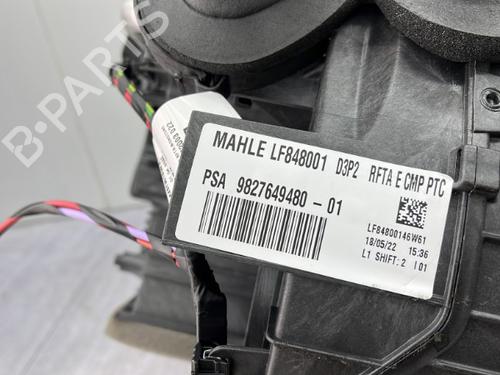 B-PARTS
MAHLE LF848001 D3P2 RFTA E CMP PTC
PSA 9827649480-01
LF84800146W61
18/05/22 15:36
L1 SHIFT: 2 I01